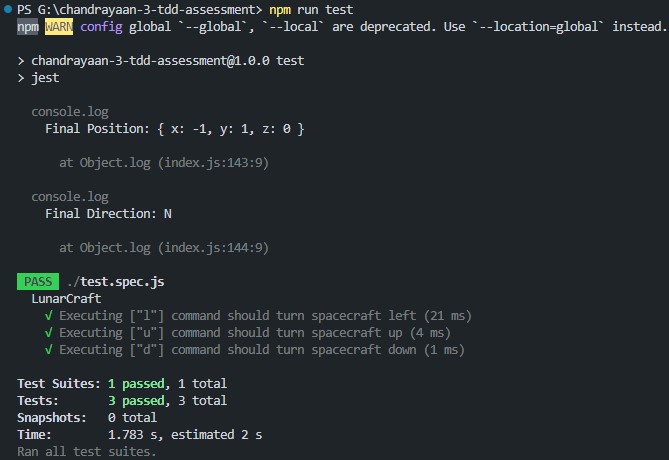 PS G:\chandrayaan-3-tdd-assessment> npm run test
npm WARN config global `--global`, `--local` are deprecated. Use `--location=global` instead.
> chandrayaan-3-tdd-assessment@1.0.0 test
> jest
console.log
Final Position: { x: -1, y: 1, z: 0 }
at Object.log (index.js:143:9)
console.log
Final Direction: N
at Object.log (index.js:144:9)
PASS ./test.spec.js
LunarCraft
√ Executing ["l"] command should turn spacecraft left (21 ms)
√ Executing ["u"] command should turn spacecraft up (4 ms)
√ Executing ["d"] command should turn spacecraft down (1 ms)
Test Suites: 1 passed, 1 total
Tests: 3 passed, 3 total
Snapshots: 0 total
Time: 1.783 s, estimated 2 s
Ran all test suites.